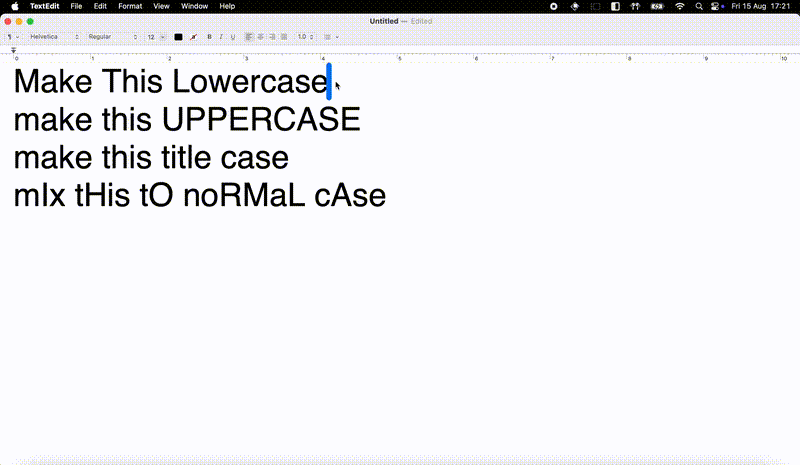 TextEdit File Edit Format View Window Help Fri 15 Aug 17:21
Untitled — Edited
¶ Helvetica Regular 12 B I U 1.0
0 1 2 3 4 5 6 7 8 9 10
Make This Lowercase
make this UPPERCASE
make this title case
mIx tHis tO noRMaL cAse